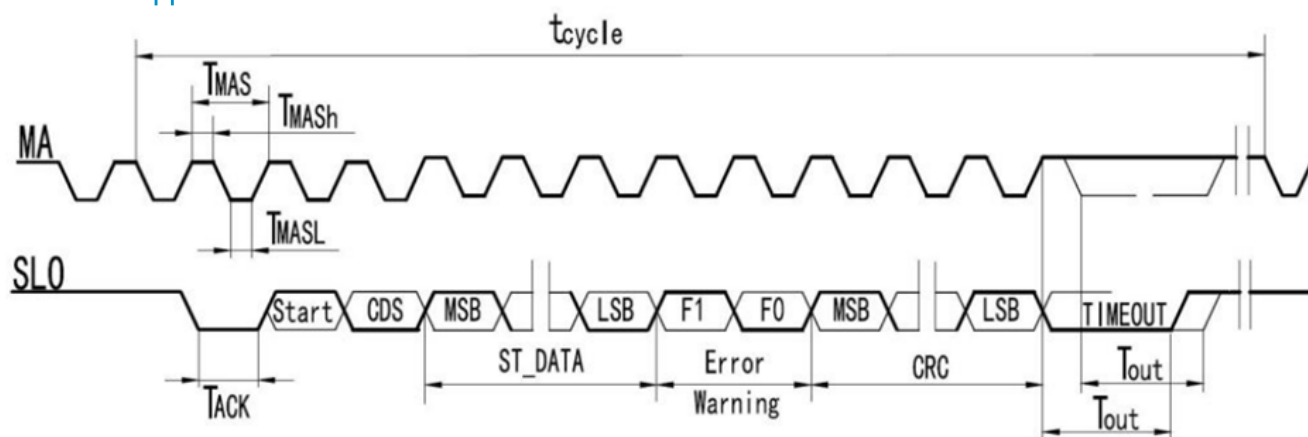 tcycle
TMAS
TMASh
MA
TMASL
SLO
Start CDS MSB LSB F1 F0 MSB LSB TIMEOUT
ST_DATA Error CRC Tout
TACK Warning Tout